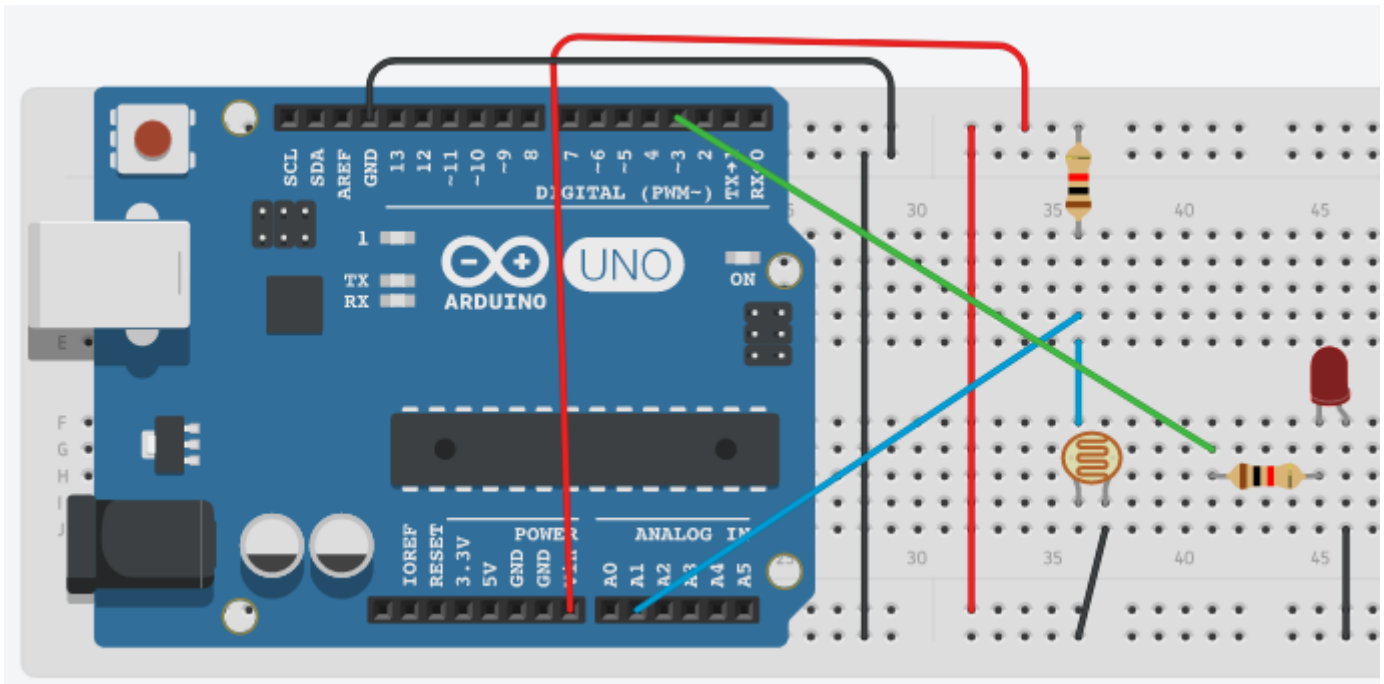 SCL
SDA
AREF
GND
13
12
~11
~10
~9
8
7
~6
~5
4
~3
2
TX→1
RX←0
DIGITAL (PWM~)
30
35
40
45
1
TX
RX
ARDUINO
UNO
ON
E
F
G
H
I
J
POWER
ANALOG IN
IOREF
RESET
3.3V
5V
GND
GND
Vin
A0
A1
A2
A3
A4
A5
25
30
35
40
45